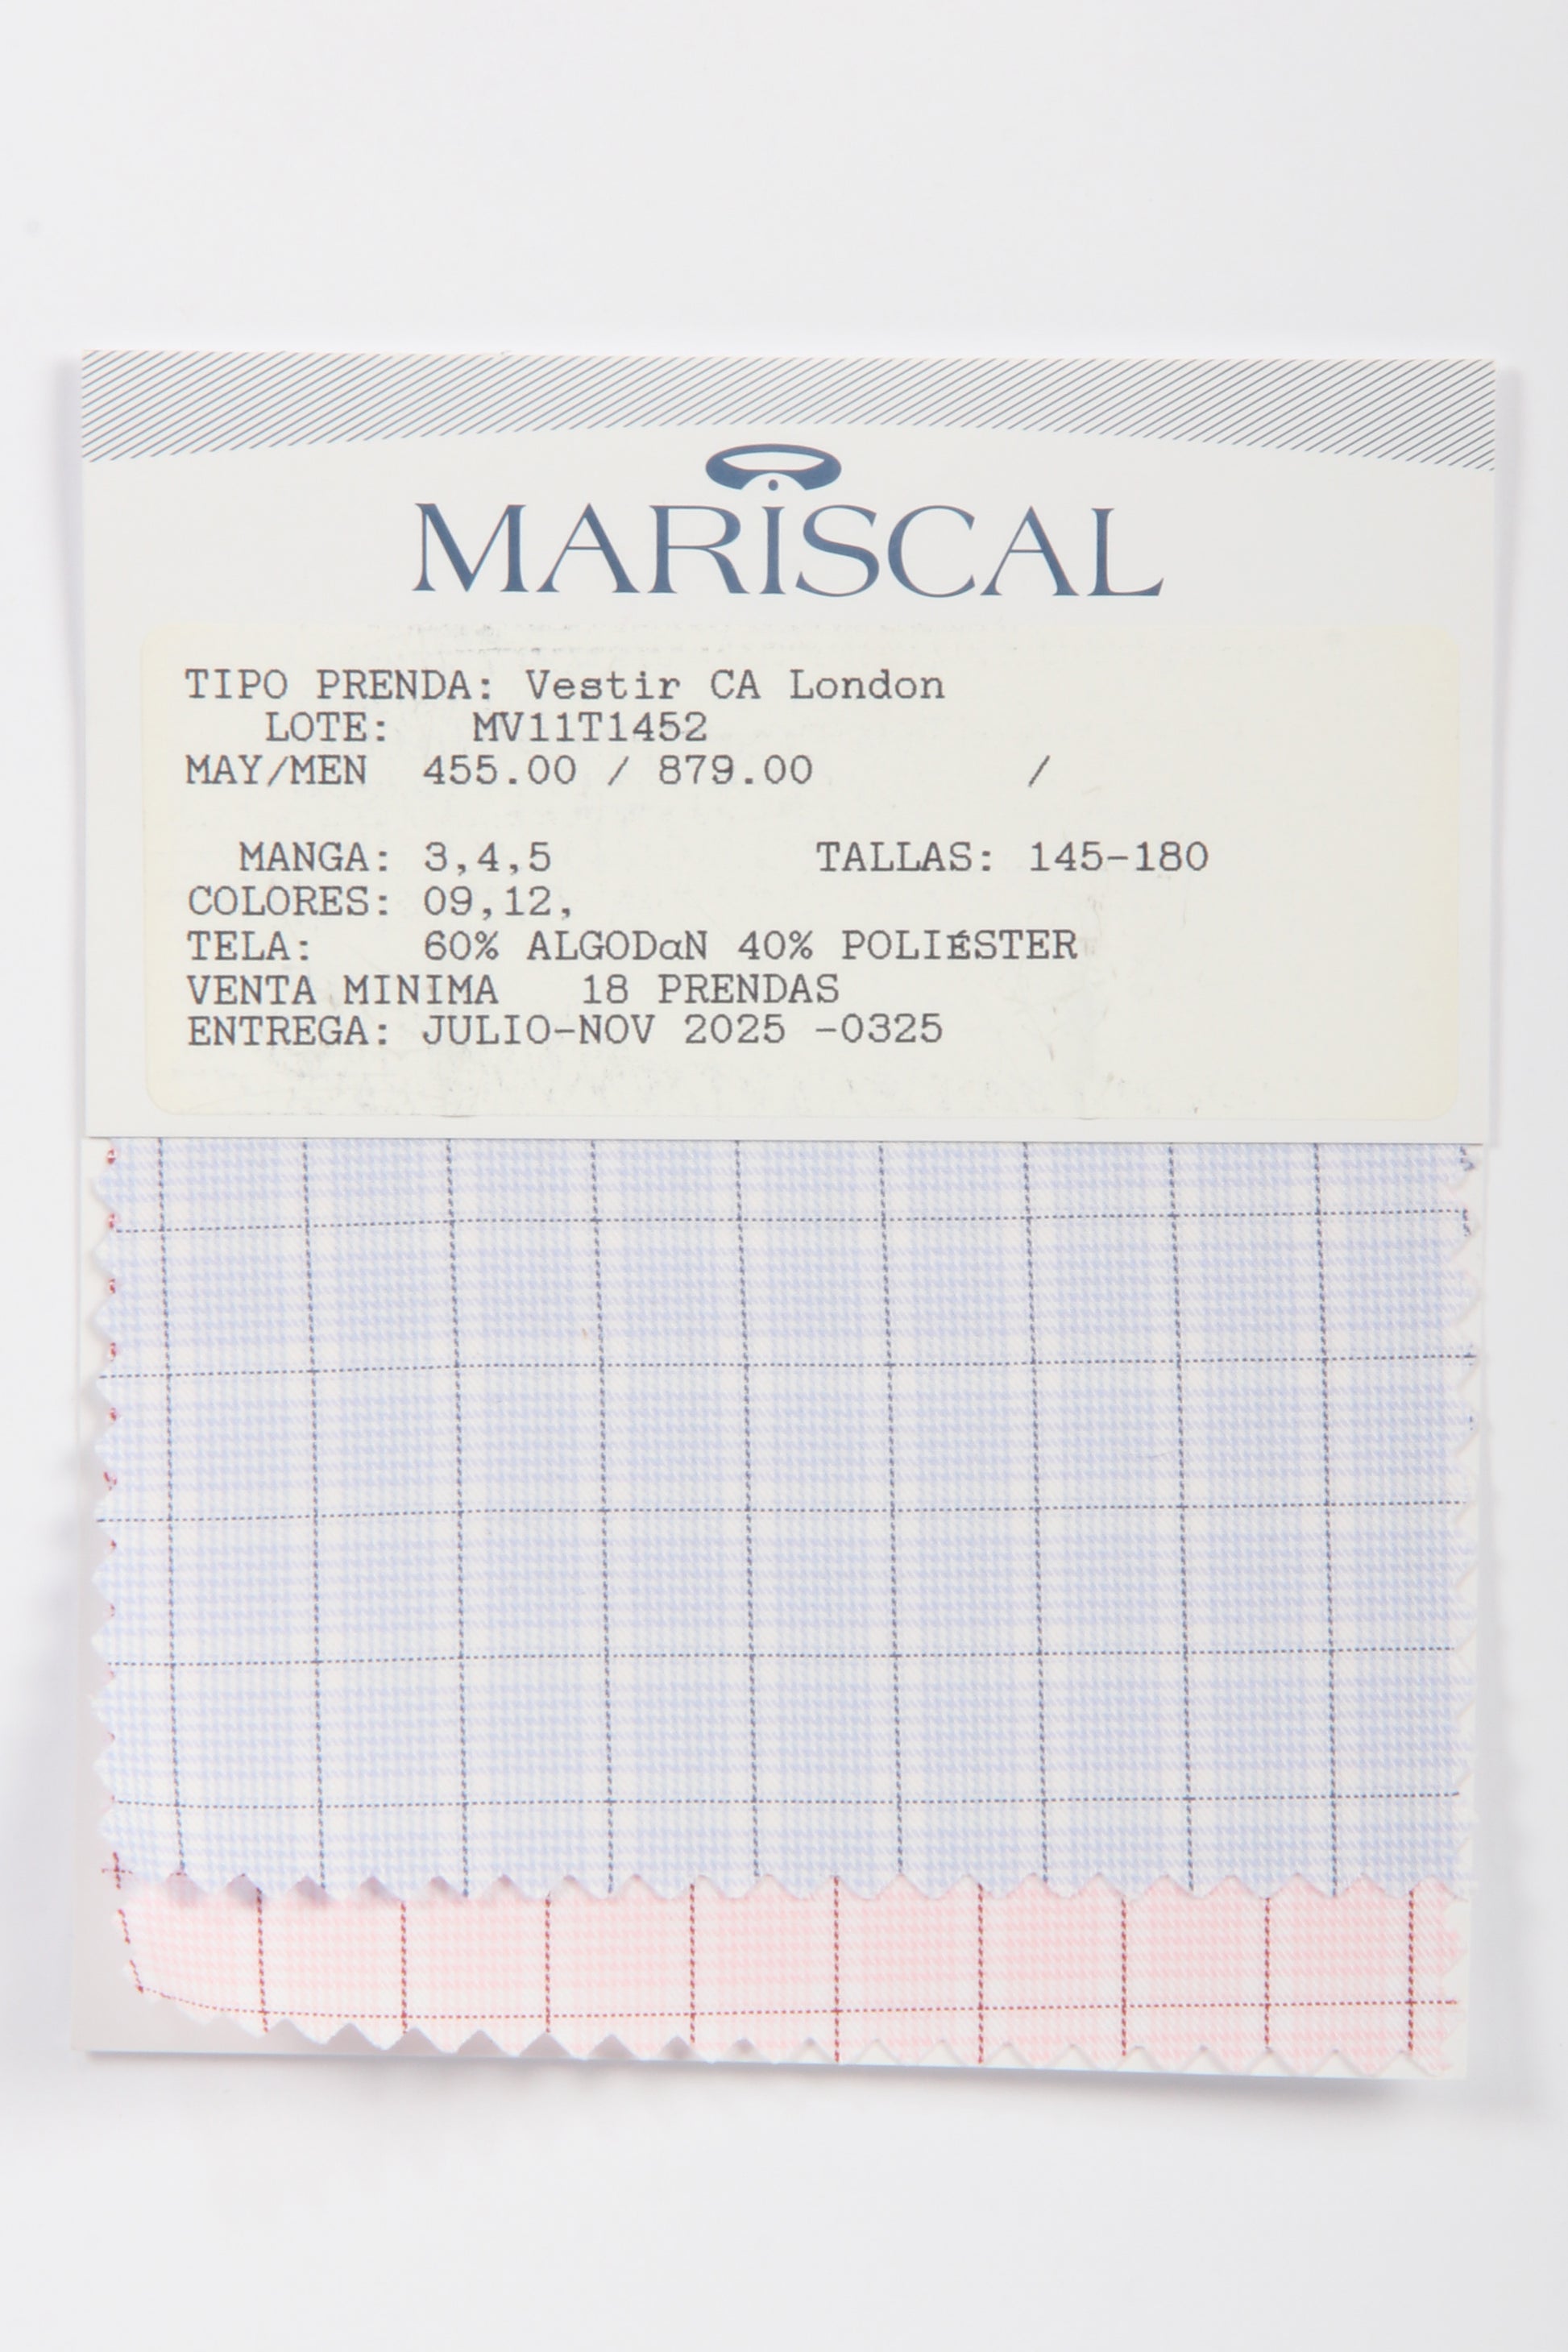 MARISCAL
TIPO PRENDA: Vestir CA London
LOTE: MV11T1452
MAY/MEN 455.00 / 879.00 /
MANGA: 3,4,5 TALLAS: 145-180
COLORES: 09,12,
TELA: 60% ALGODαN 40% POLIÉSTER
VENTA MINIMA 18 PRENDAS
ENTREGA: JULIO-NOV 2025 -0325